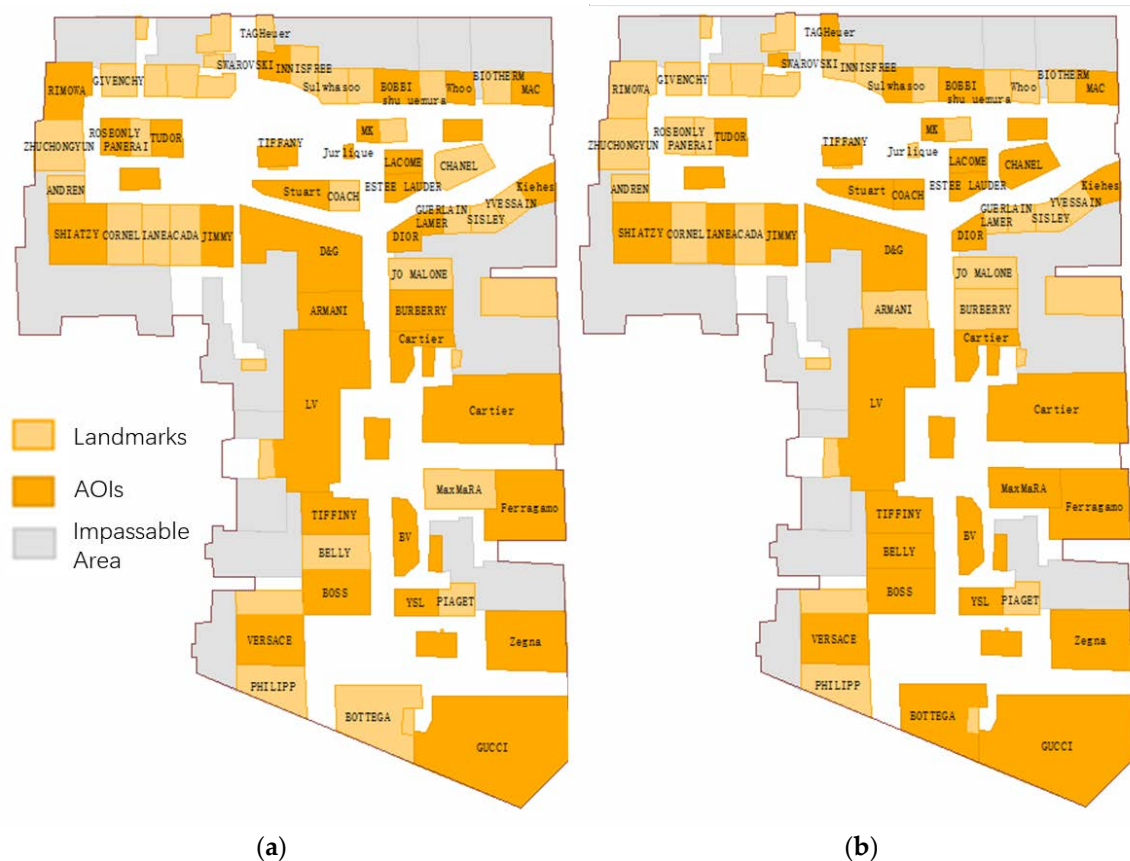 TAGHeuer
SWAROVSKI
INNISFREE
RIMOWA
GIVENCHY
Sulwhasoo
BOBBI
shu uemura
Whoo
BIOTHERM
MAC
ZHUCHONGYUN
ROSEONLY
PANERAI
TUDOR
TIFFANY
MK
Jurlique
LACOME
CHANEL
ESTEE LAUDER
ANDREN
Stuart
COACH
Kiehes
YVESSAIN
GUERLAIN
SISLEY
LAMER
SHIATZY
CORNEL
IANE
ACADA
JIMMY
DIOR
D&G
JO MALONE
ARMANI
BURBERRY
Cartier
LV
Cartier
MaxMaRA
Ferragamo
TIFFINY
BELLY
BV
BOSS
YSL
PIAGET
VERSACE
Zegna
PHILIPP
BOTTEGA
GUCCI
Landmarks
AOIs
Impassable
Area
(a)
TAGHeuer
SWAROVSKI
INNISFREE
RIMOWA
GIVENCHY
Sulwhasoo
BOBBI
shu uemura
Whoo
BIOTHERM
MAC
ZHUCHONGYUN
ROSEONLY
PANERAI
TUDOR
TIFFANY
MK
Jurlique
LACOME
CHANEL
ESTEE LAUDER
ANDREN
Stuart
COACH
Kiehes
YVESSAIN
GUERLAIN
SISLEY
LAMER
SHIATZY
CORNEL
IANE
ACADA
JIMMY
DIOR
D&G
JO MALONE
ARMANI
BURBERRY
Cartier
LV
Cartier
MaxMaRA
Ferragamo
TIFFINY
BELLY
BV
BOSS
YSL
PIAGET
VERSACE
Zegna
PHILIPP
BOTTEGA
GUCCI
(b)